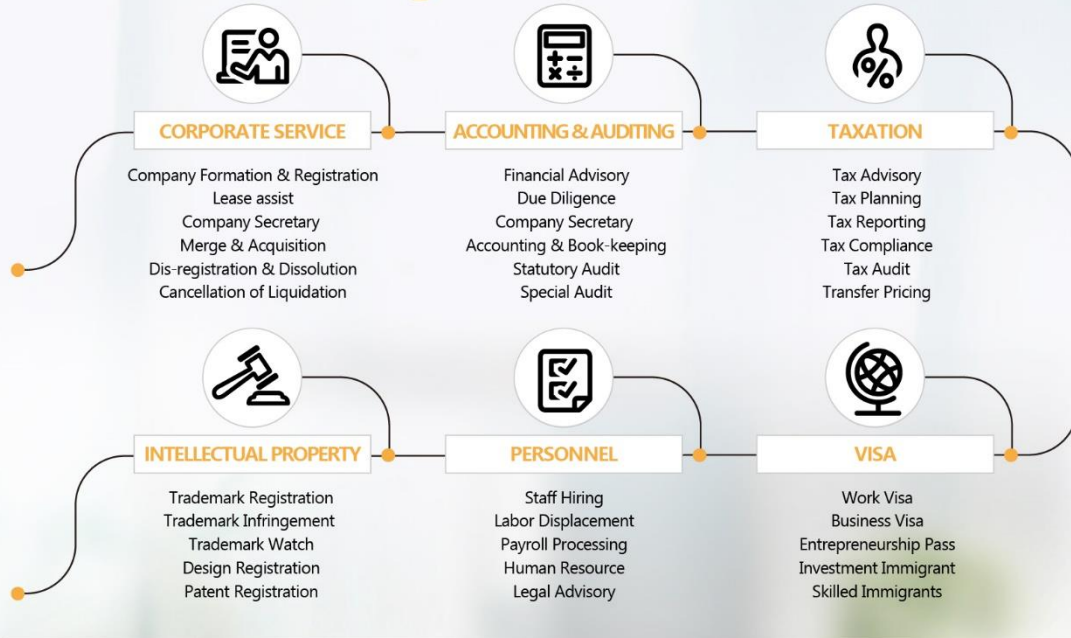 CORPORATE SERVICE
Company Formation & Registration
Lease assist
Company Secretary
Merge & Acquisition
Dis-registration & Dissolution
Cancellation of Liquidation
ACCOUNTING & AUDITING
Financial Advisory
Due Diligence
Company Secretary
Accounting & Book-keeping
Statutory Audit
Special Audit
TAXATION
Tax Advisory
Tax Planning
Tax Reporting
Tax Compliance
Tax Audit
Transfer Pricing
INTELLECTUAL PROPERTY
Trademark Registration
Trademark Infringement
Trademark Watch
Design Registration
Patent Registration
PERSONNEL
Staff Hiring
Labor Displacement
Payroll Processing
Human Resource
Legal Advisory
VISA
Work Visa
Business Visa
Entrepreneurship Pass
Investment Immigrant
Skilled Immigrants